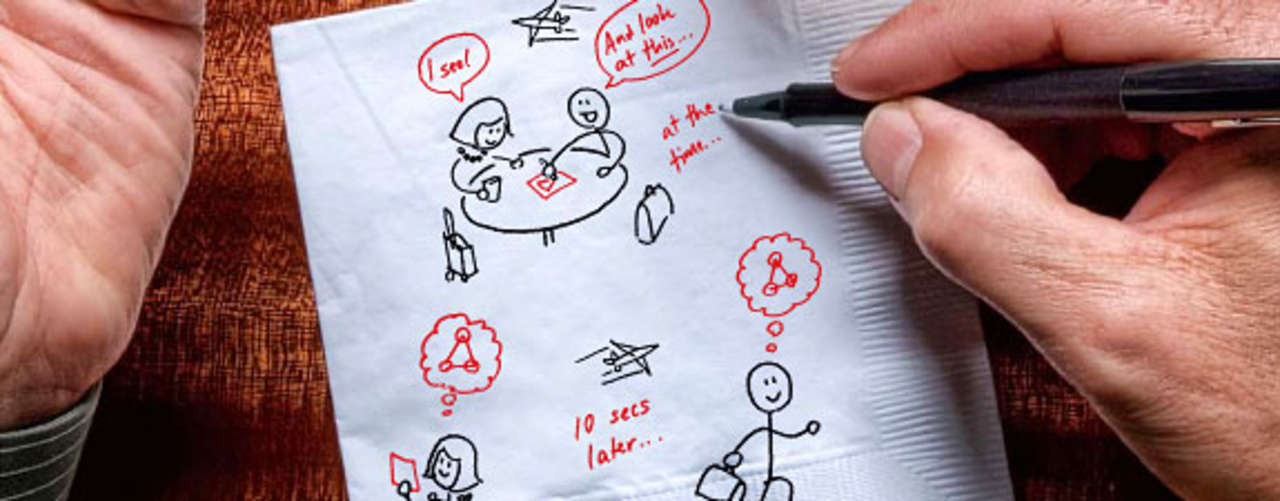 I see!
And look
at this...
at the
time...
10 secs
later...